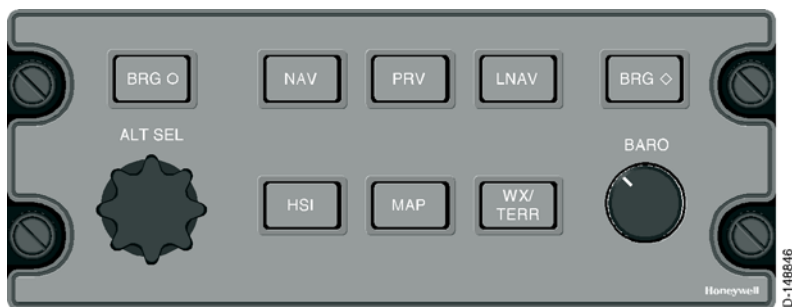 BRG ○
NAV
PRV
LNAV
BRG ◇
ALT SEL
BARO
HSI
MAP
WX/
TERR
Honeywell
D-148846